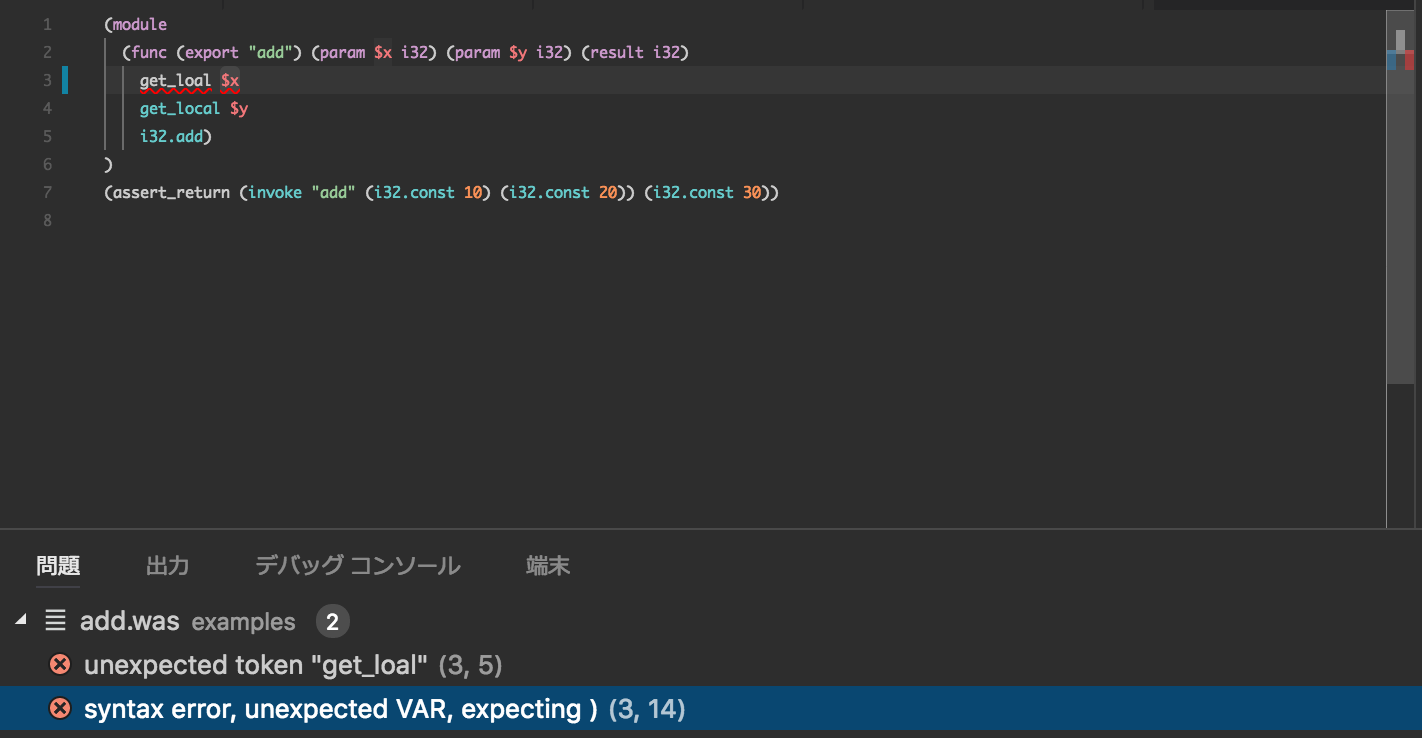 1 (module
2 (func (export "add") (param $x i32) (param $y i32) (result i32)
3 get_loal $x
4 get_local $y
5 i32.add)
6 )
7 (assert_return (invoke "add" (i32.const 10) (i32.const 20)) (i32.const 30))
8
問題 出力 デバッグ コンソール 端末
add.was examples 2
unexpected token "get_loal" (3, 5)
syntax error, unexpected VAR, expecting ) (3, 14)